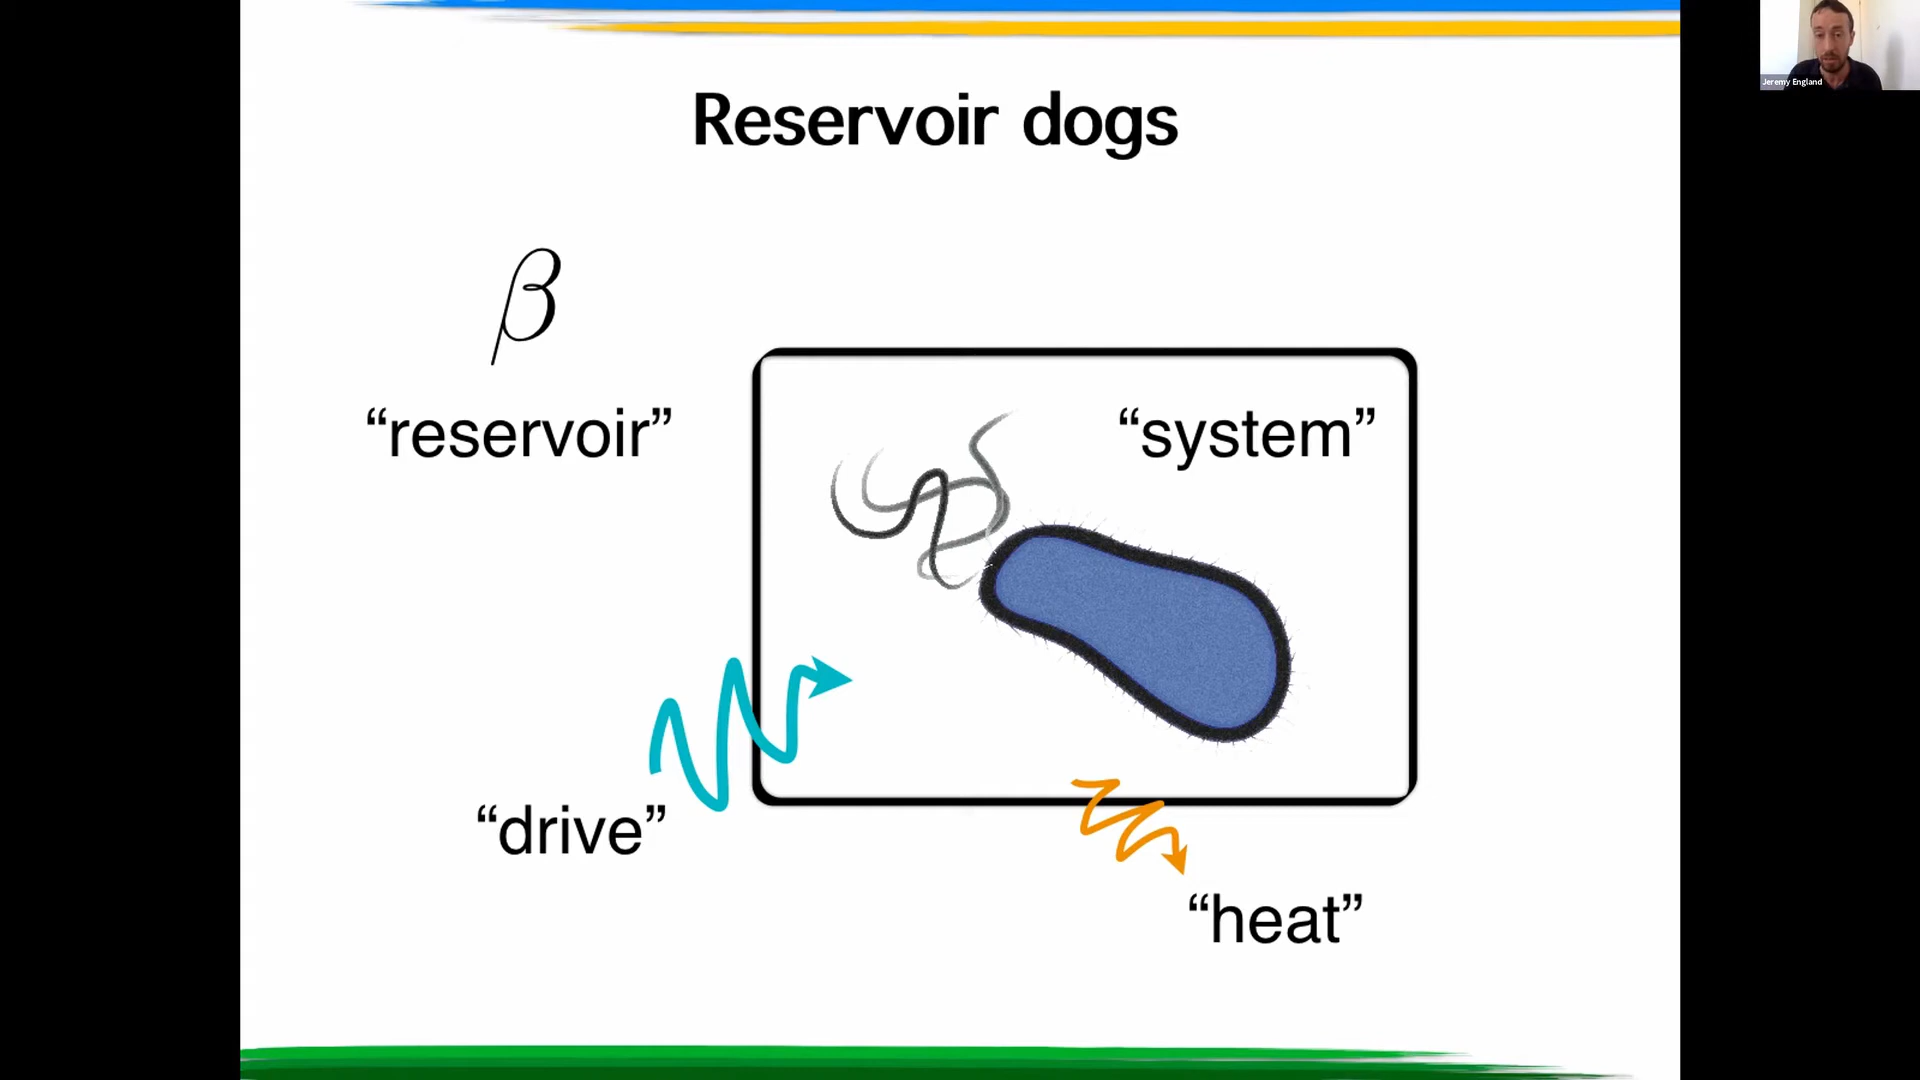 Reservoir dogs
β
“reservoir”
“system”
“drive”
“heat”
Jeremy England